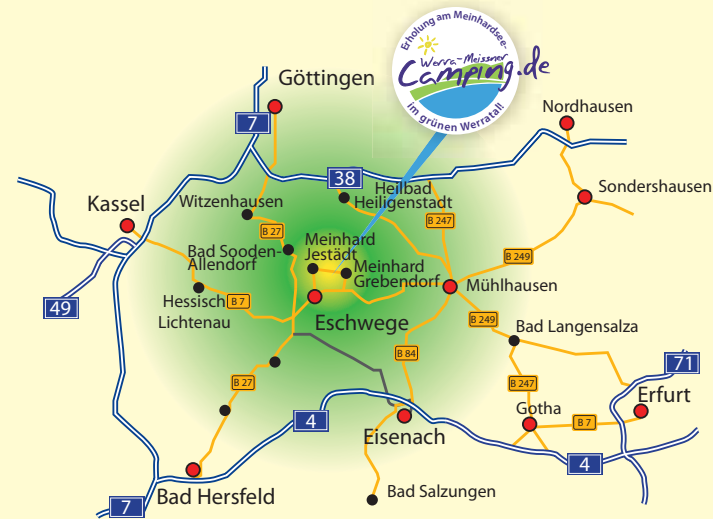 Erholung am Meinhardsee-
Werra-Meissner
Camping.de
im grünen Werratal!
Göttingen
7
Nordhausen
38
Heilbad
Heiligenstadt
Sondershausen
Witzenhausen
Kassel
B 247
B 27
Meinhard
Jestädt
Bad Sooden-
Allendorf
B 249
Meinhard
Grebendorf
Mühlhausen
49
Hessisch
Lichtenau
B 7
Eschwege
B 249
Bad Langensalza
B 84
71
B 27
B 247
Erfurt
4
Gotha
B 7
Eisenach
4
Bad Hersfeld
Bad Salzungen
7